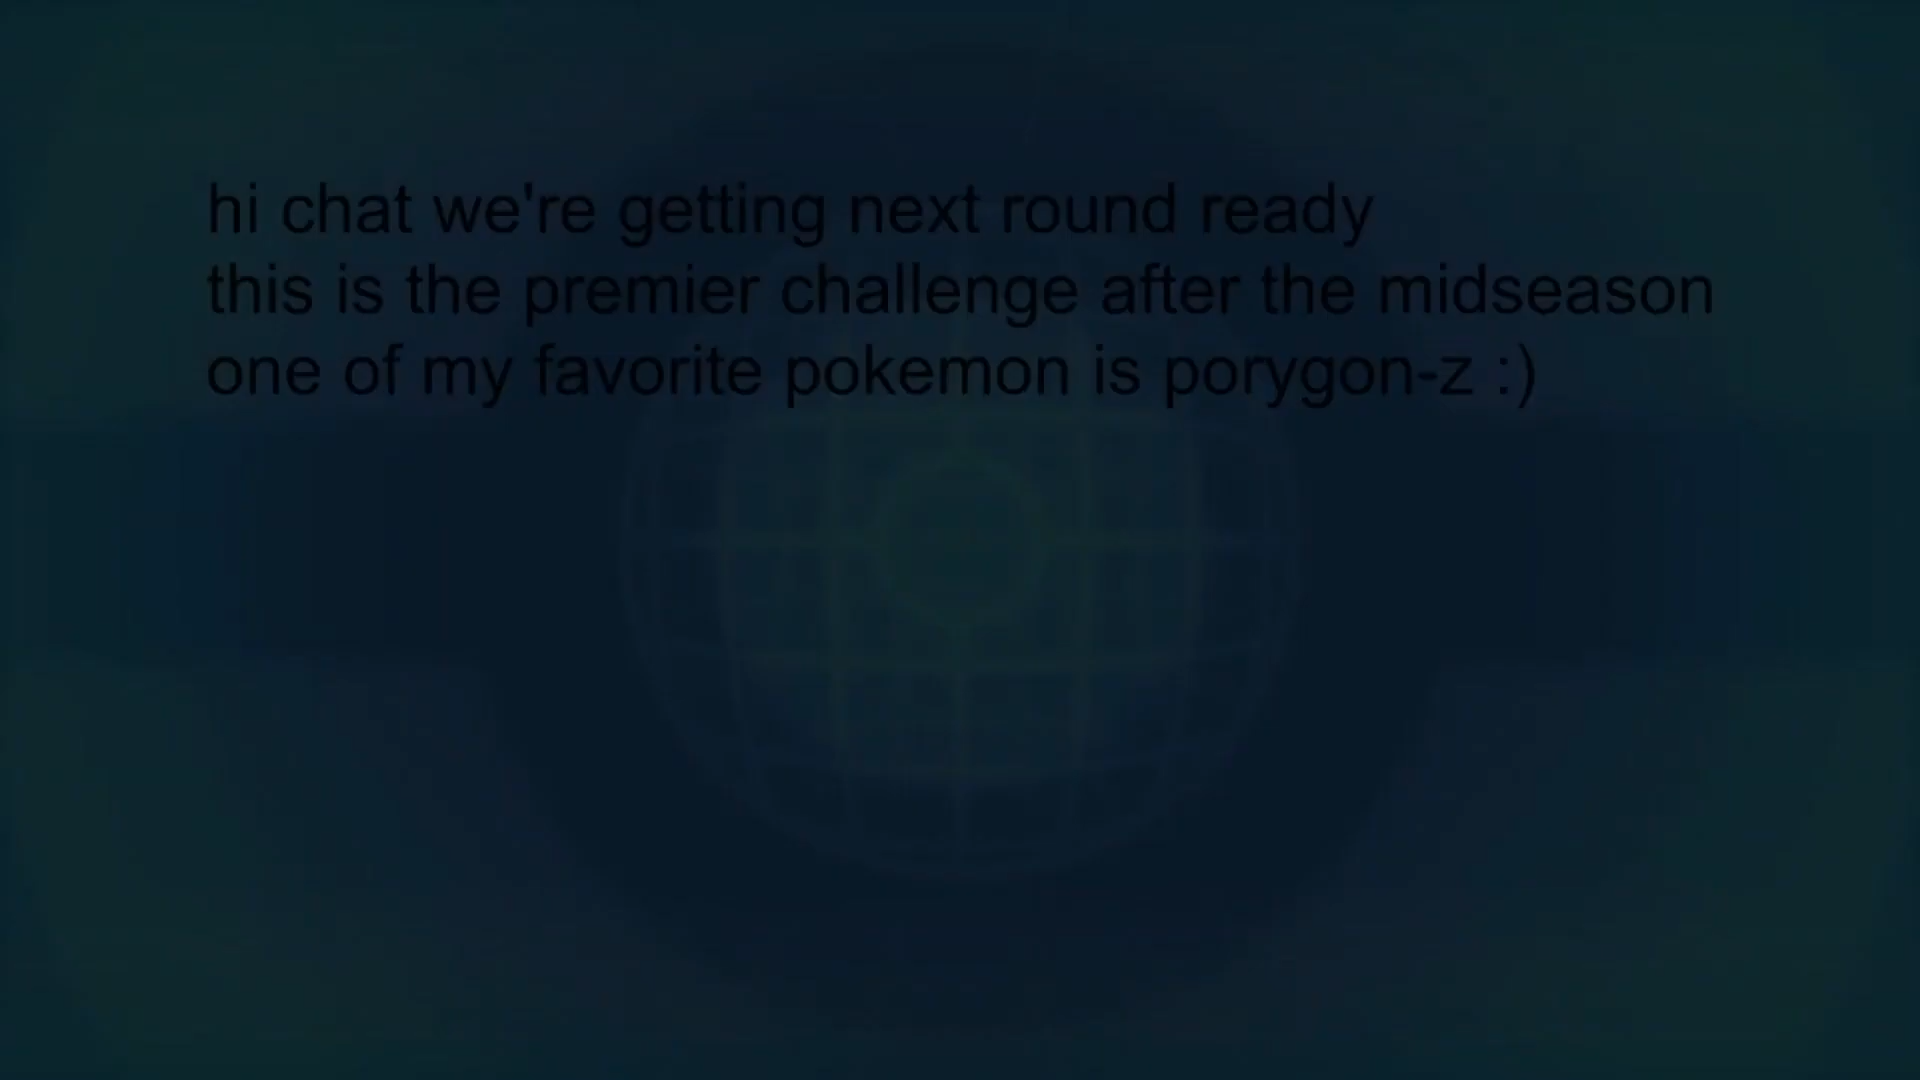 hi chat we're getting next round ready
this is the premier challenge after the midseason
one of my favorite pokemon is porygon-z :)